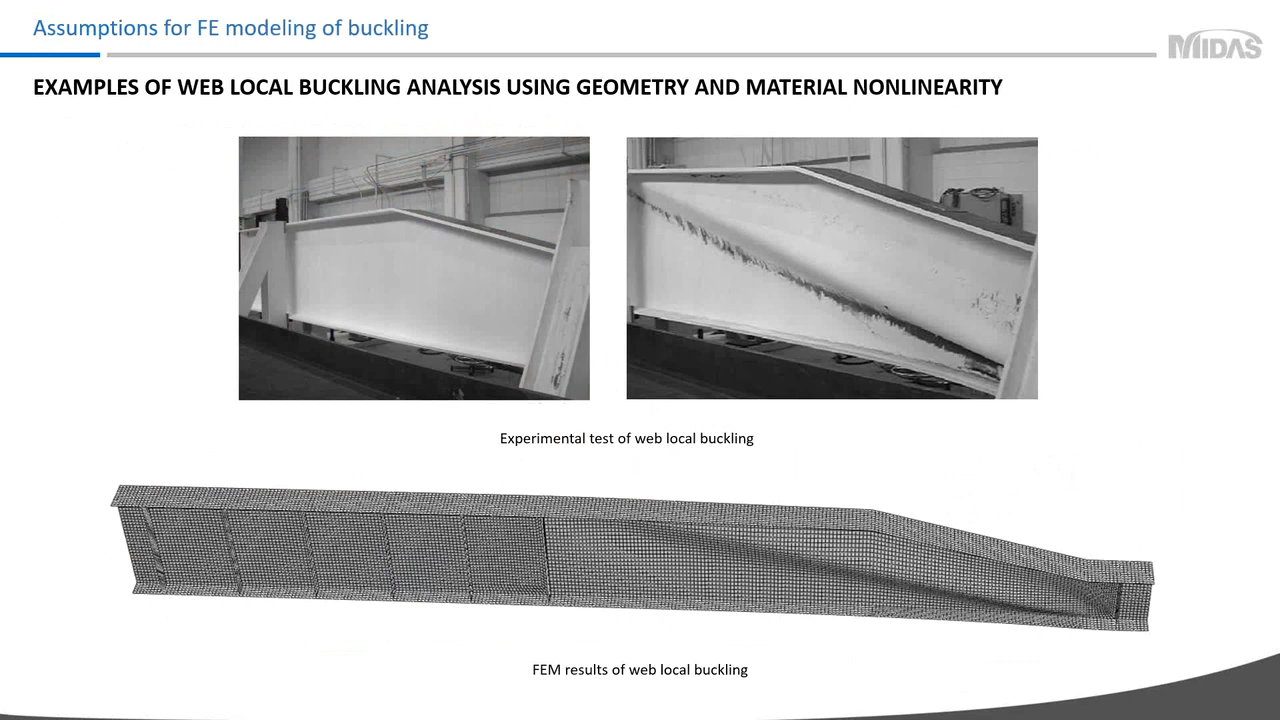 Assumptions for FE modeling of buckling
MIDAS
EXAMPLES OF WEB LOCAL BUCKLING ANALYSIS USING GEOMETRY AND MATERIAL NONLINEARITY
Experimental test of web local buckling
FEM results of web local buckling